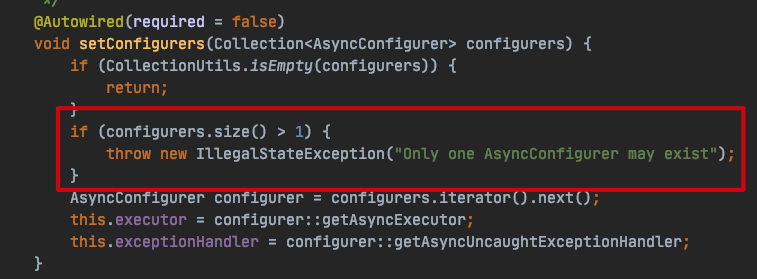 */
@Autowired(required = false)
void setConfigurers(Collection<AsyncConfigurer> configurers) {
    if (CollectionUtils.isEmpty(configurers)) {
        return;
    }
    if (configurers.size() > 1) {
        throw new IllegalStateException("Only one AsyncConfigurer may exist");
    }
    AsyncConfigurer configurer = configurers.iterator().next();
    this.executor = configurer::getAsyncExecutor;
    this.exceptionHandler = configurer::getAsyncUncaughtExceptionHandler;
}